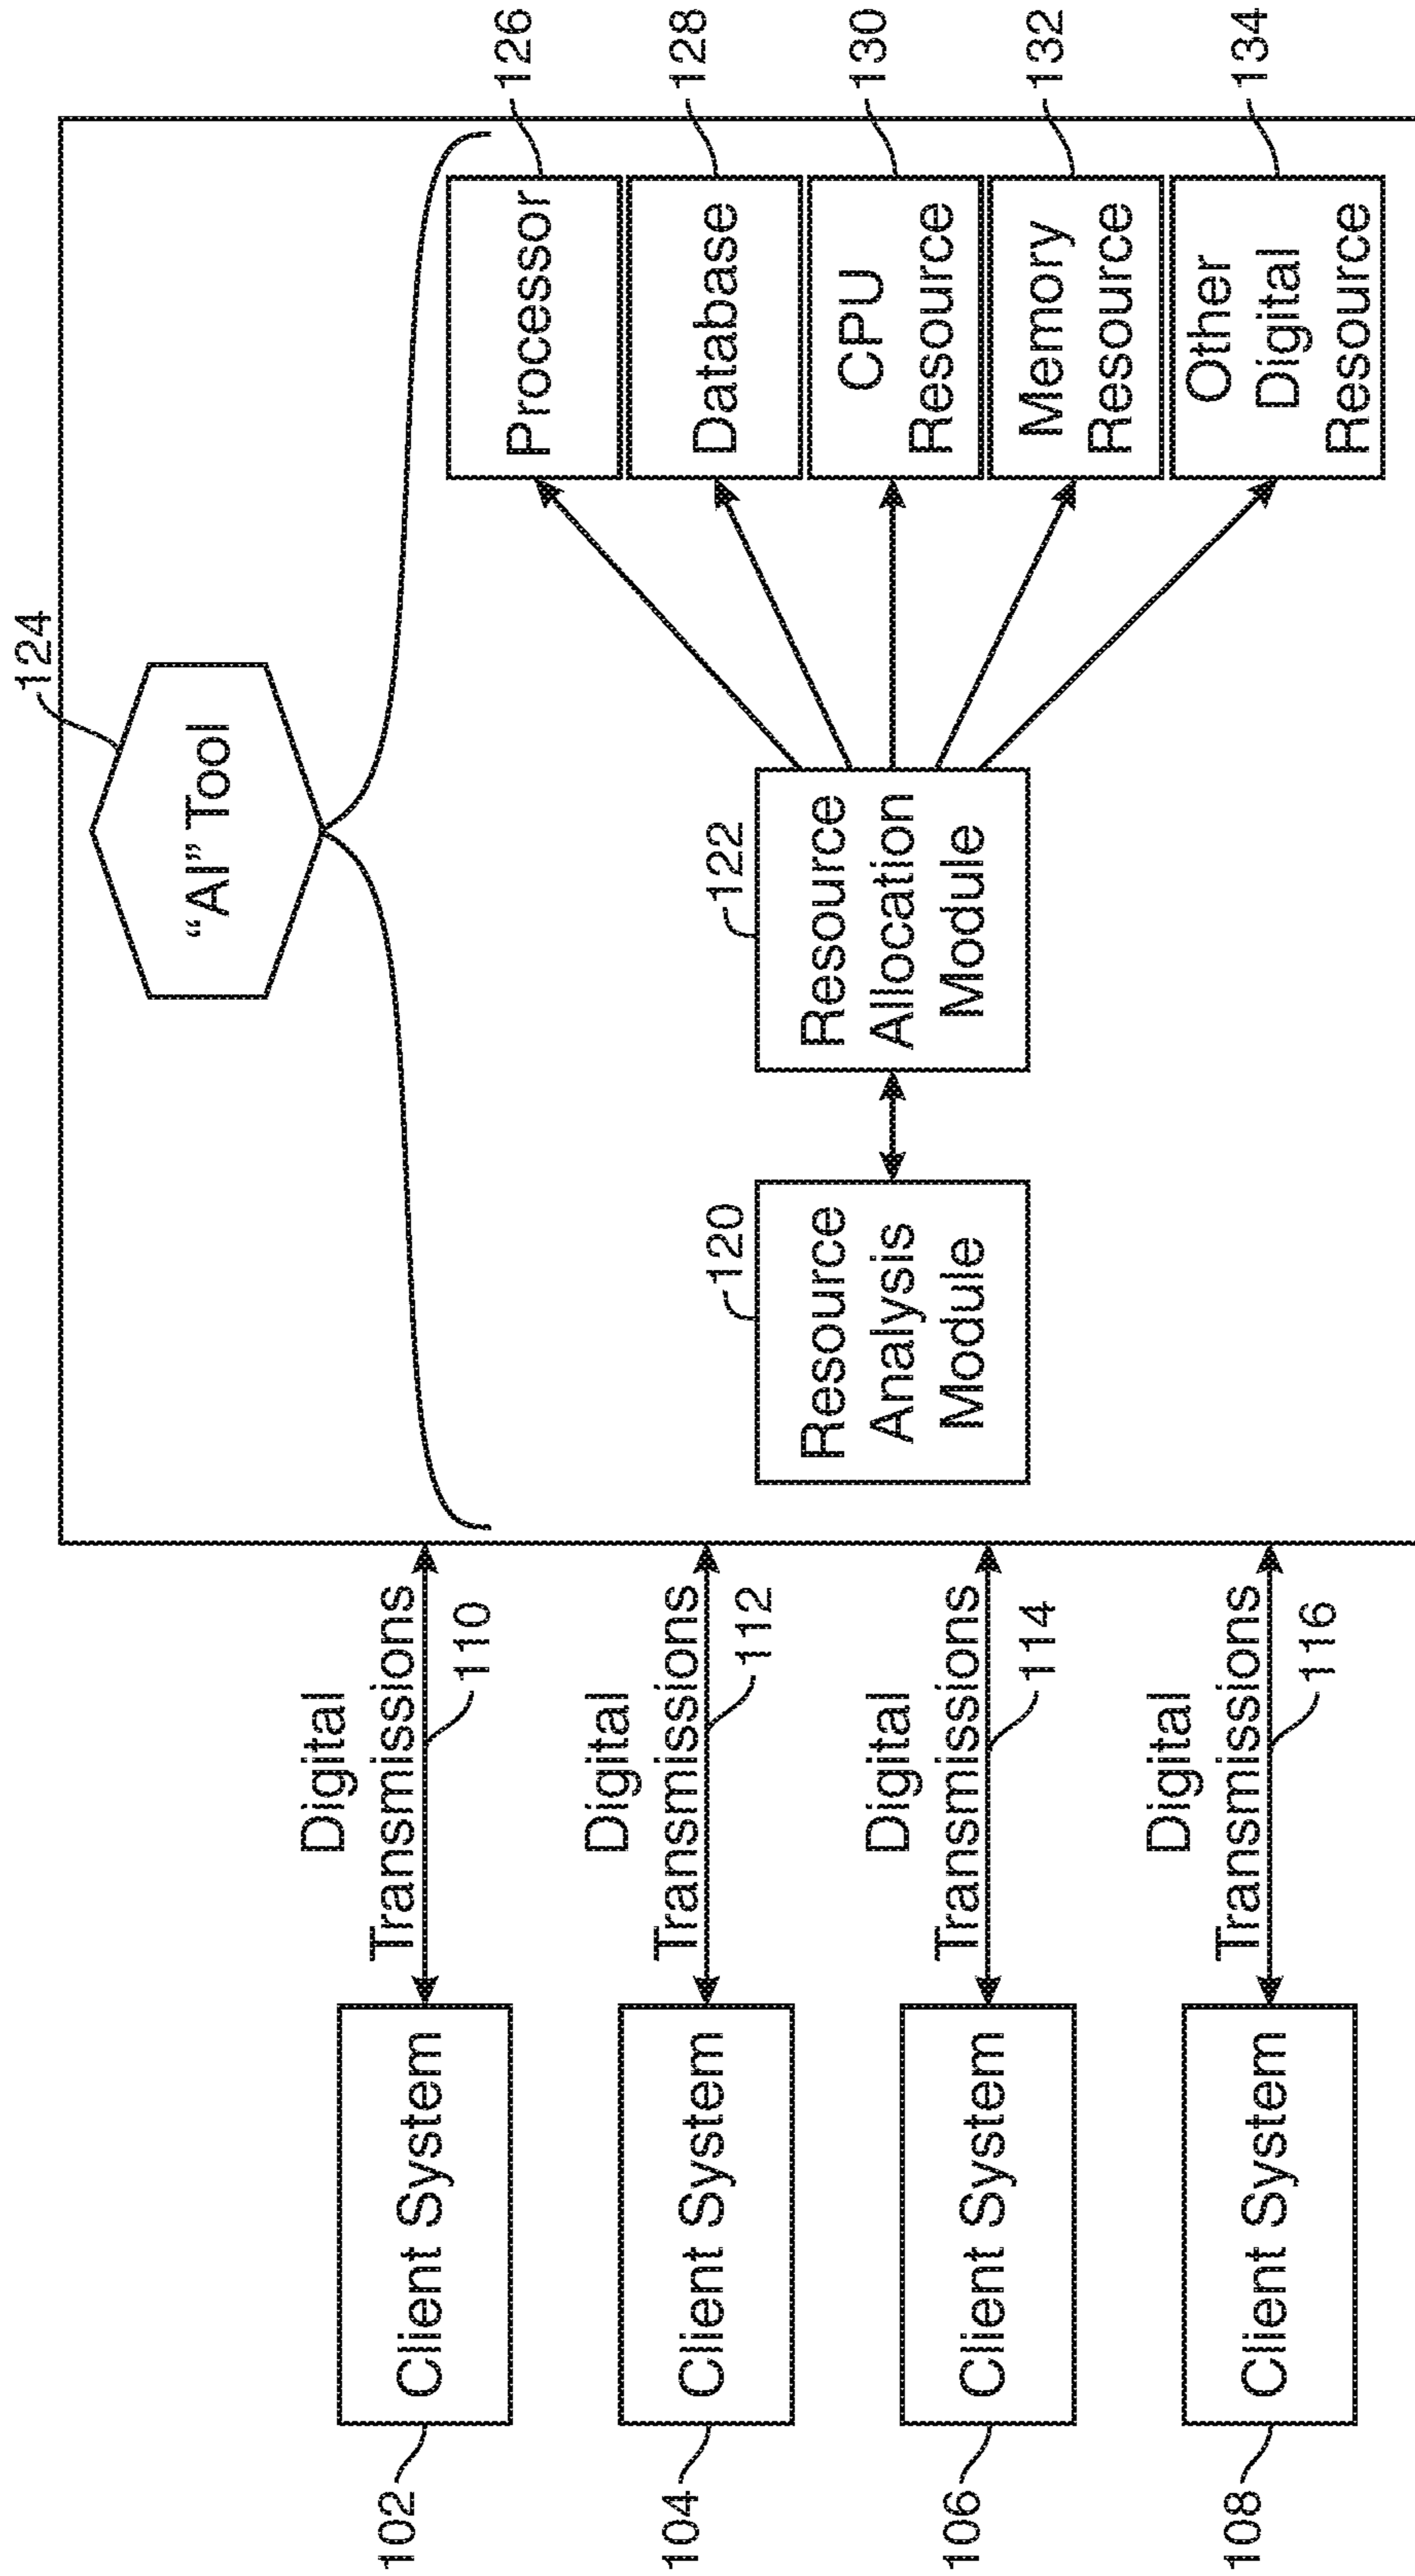 124
“AI” Tool
102
Client System
Digital
Transmissions
110
104
Client System
Digital
Transmissions
112
106
Client System
Digital
Transmissions
114
108
Client System
Digital
Transmissions
116
120
Resource
Analysis
Module
122
Resource
Allocation
Module
Processor
126
Database
128
CPU
Resource
130
Memory
Resource
132
Other
Digital
Resource
134